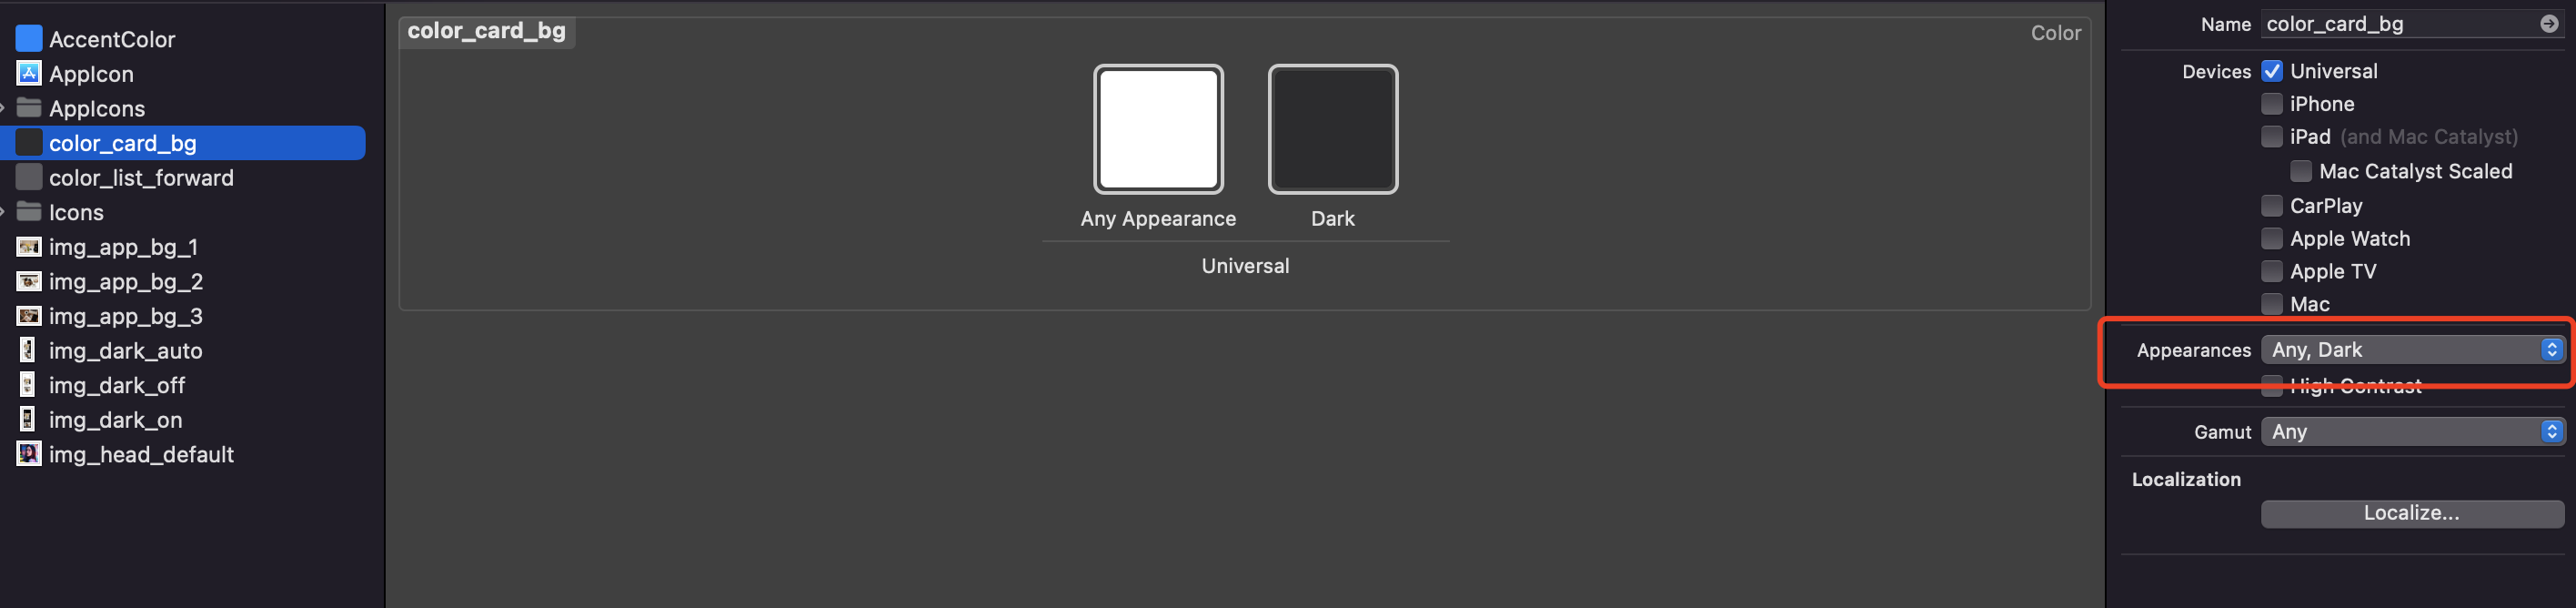 AccentColor
AppIcon
AppIcons
color_card_bg
color_list_forward
Icons
img_app_bg_1
img_app_bg_2
img_app_bg_3
img_dark_auto
img_dark_off
img_dark_on
img_head_default
color_card_bg
Color
Any Appearance
Dark
Universal
Name color_card_bg
Devices Universal
iPhone
iPad (and Mac Catalyst)
Mac Catalyst Scaled
CarPlay
Apple Watch
Apple TV
Mac
Appearances Any, Dark
High Contrast
Gamut Any
Localization
Localize...